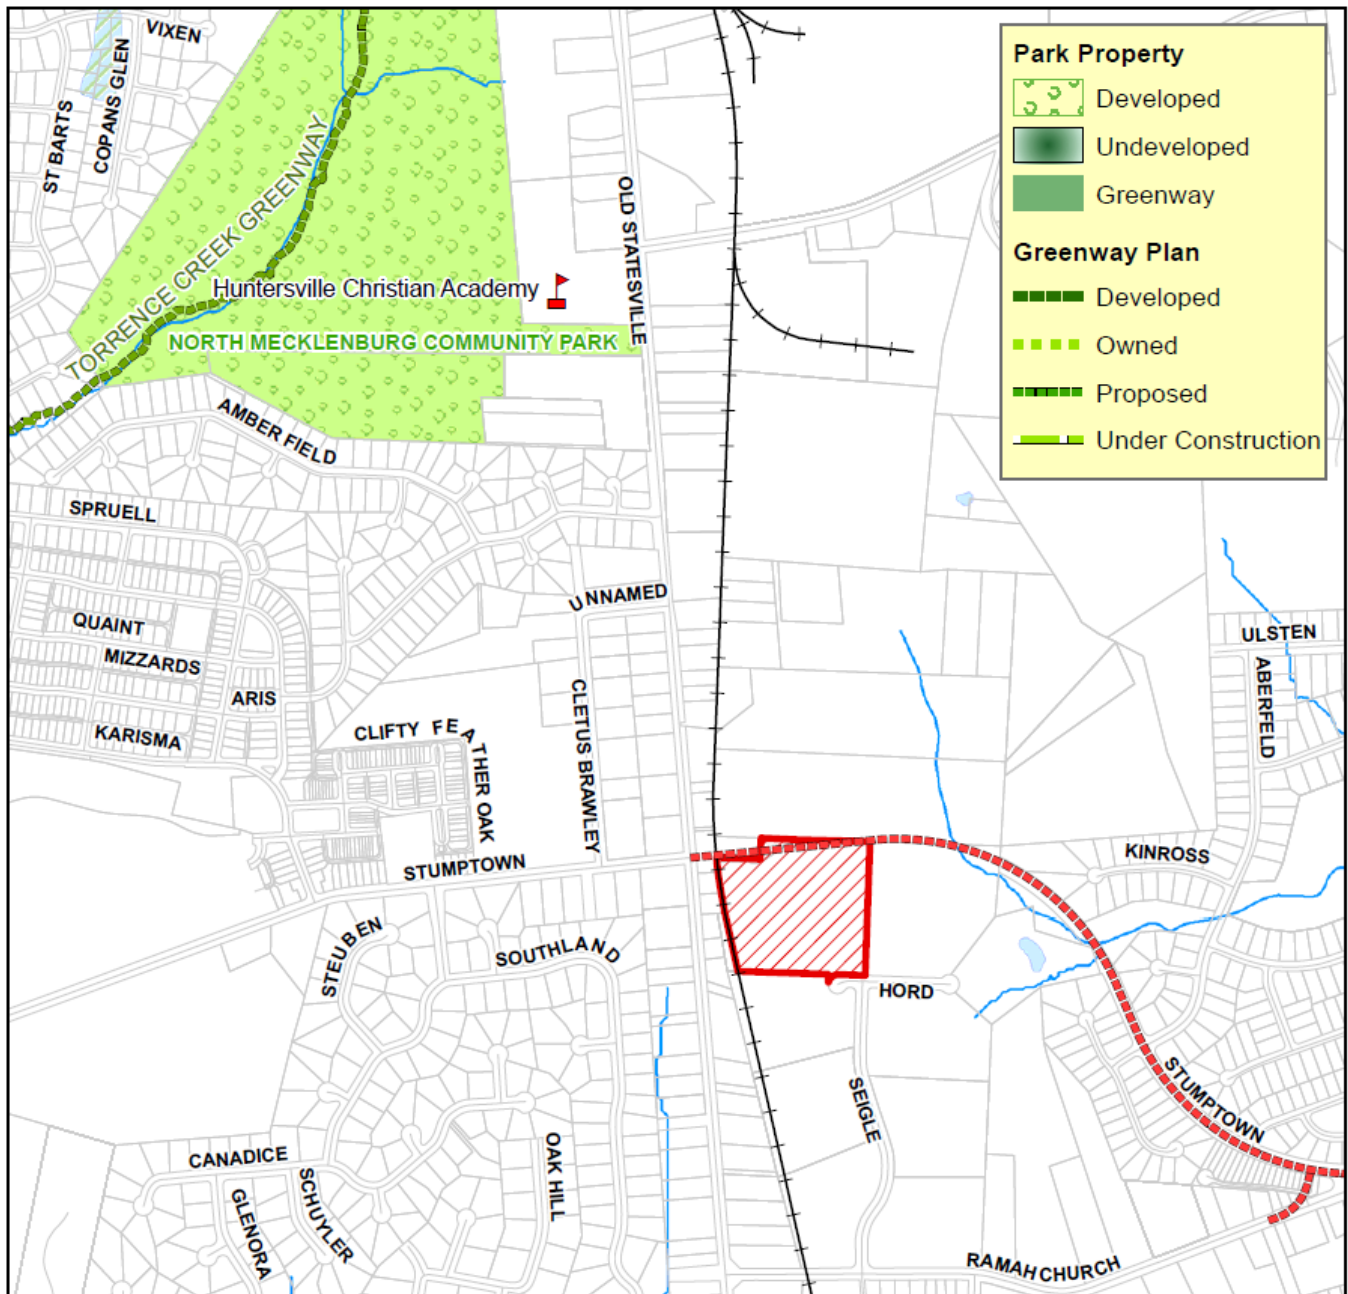 VIXEN
COPANS GLEN
ST BARTS
TORRENCE CREEK GREENWAY
OLD STATESVILLE
Huntersville Christian Academy
NORTH MECKLENBURG COMMUNITY PARK
Park Property
Developed
Undeveloped
Greenway
Greenway Plan
Developed
Owned
Proposed
Under Construction
AMBER FIELD
SPRUELL
UNNAMED
QUAINT
MIZZARDS
ARIS
KARISMA
CLIFTY
FEATHER OAK
CLETUS BRAWLEY
STUMPTOWN
ULSTEN
ABERFELD
KINROSS
STEUBEN
SOUTHLAND
HORD
SEIGLE
STUMPTOWN
CANADICE
GLENORA
SCHUYLER
OAK HILL
RAMAH CHURCH